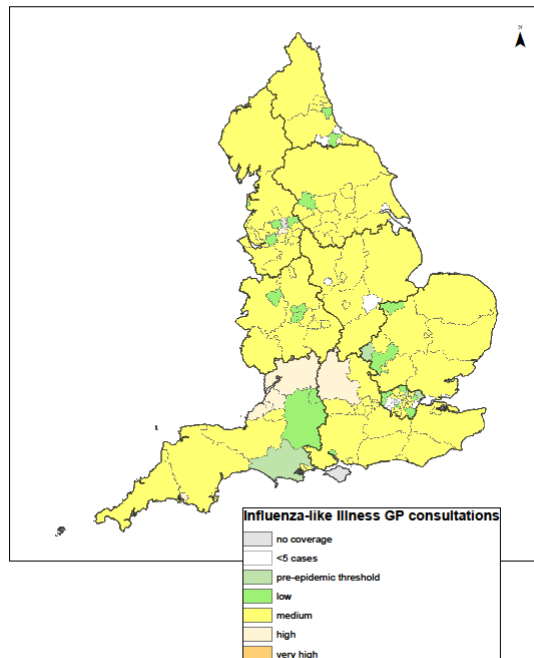 N
Influenza-like Illness GP consultations
no coverage
<5 cases
pre-epidemic threshold
low
medium
high
very high